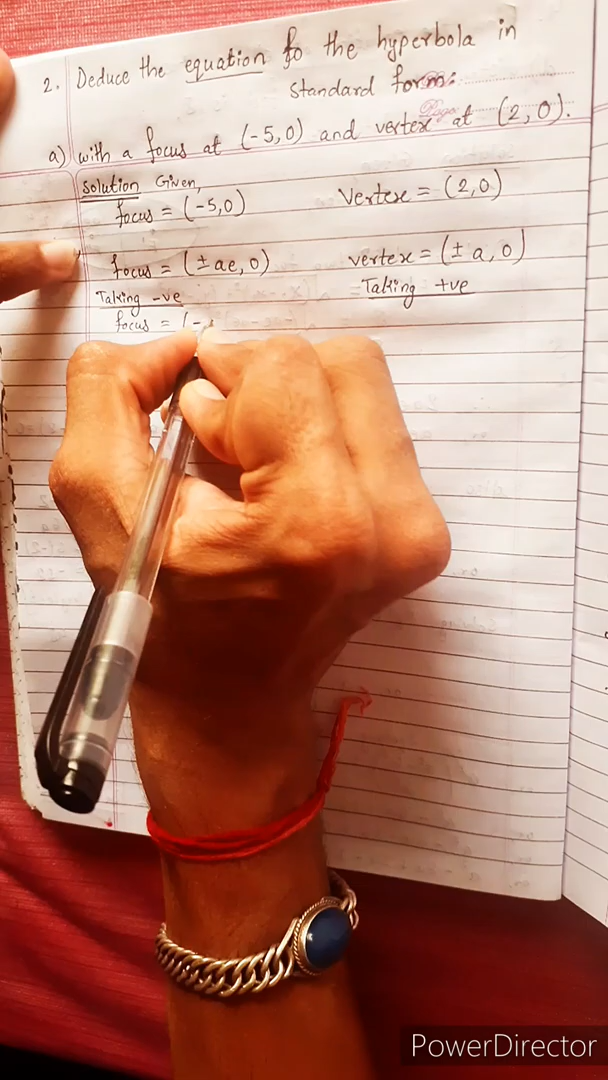 2. Deduce the equation fo the hyperbola in
standard form:
a) with a focus at (-5,0) and vertex at (2,0).
Solution Given,
focus = (-5,0) Vertex = (2,0)
focus = (± ae, 0) vertex = (± a, 0)
Taking -ve Taking +ve
focus = (-
PowerDirector